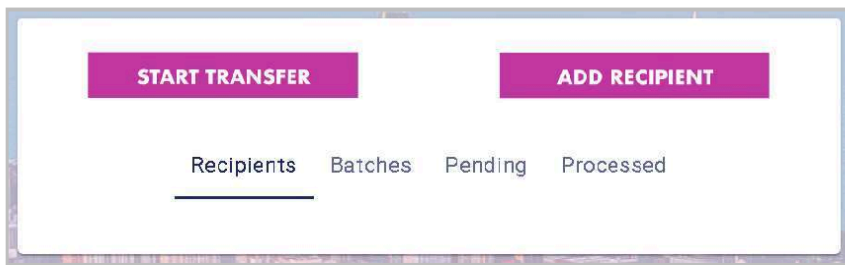 START TRANSFER ADD RECIPIENT
Recipients Batches Pending Processed